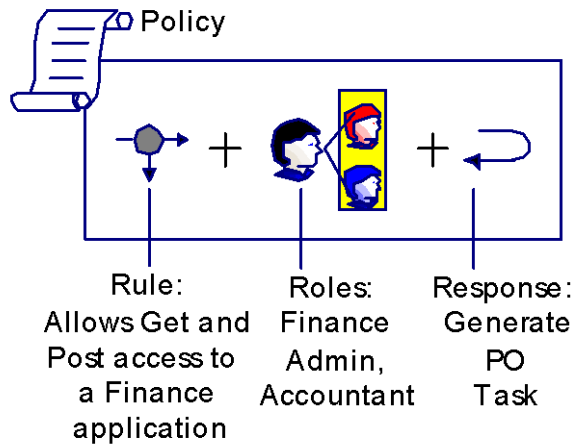 Policy
Rule:
Allows Get and
Post access to
a Finance
application
Roles:
Finance
Admin,
Accountant
Response:
Generate
PO
Task